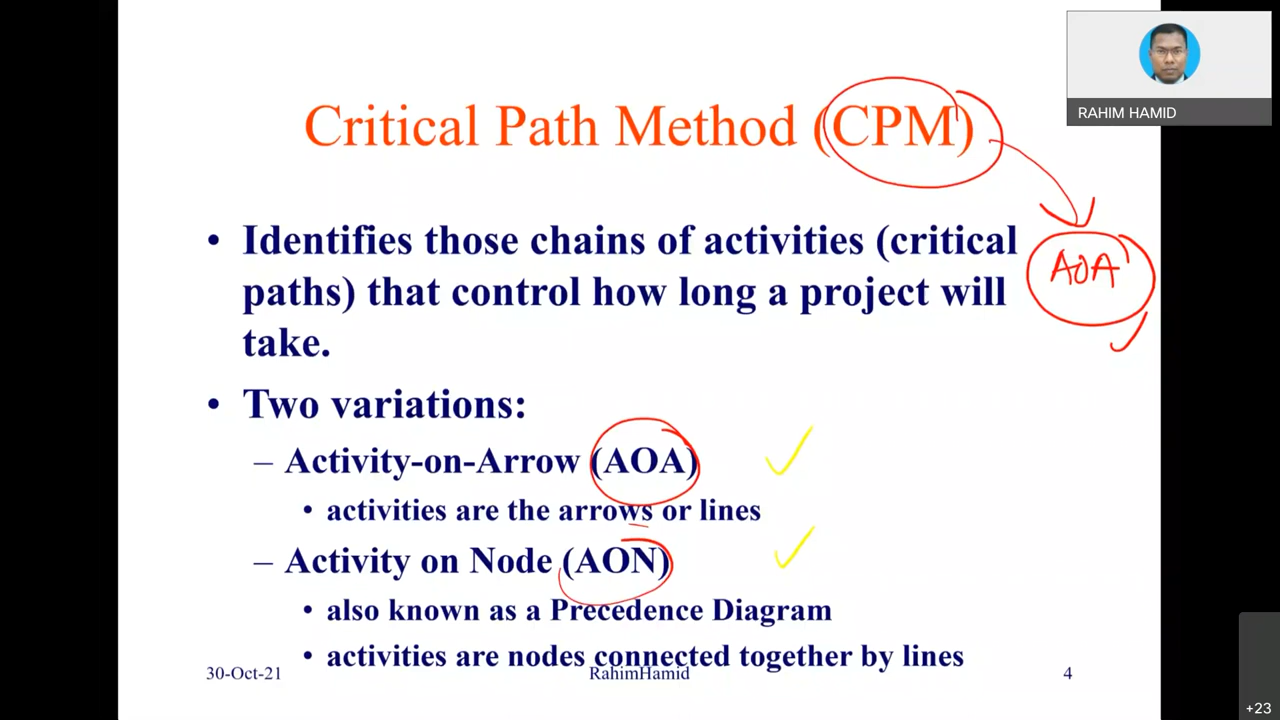 Critical Path Method (CPM)
RAHIM HAMID
• Identifies those chains of activities (critical
paths) that control how long a project will
take.
AOA
• Two variations:
– Activity-on-Arrow (AOA)
• activities are the arrows or lines
– Activity on Node (AON)
• also known as a Precedence Diagram
• activities are nodes connected together by lines
30-Oct-21
RahimHamid
4
+23